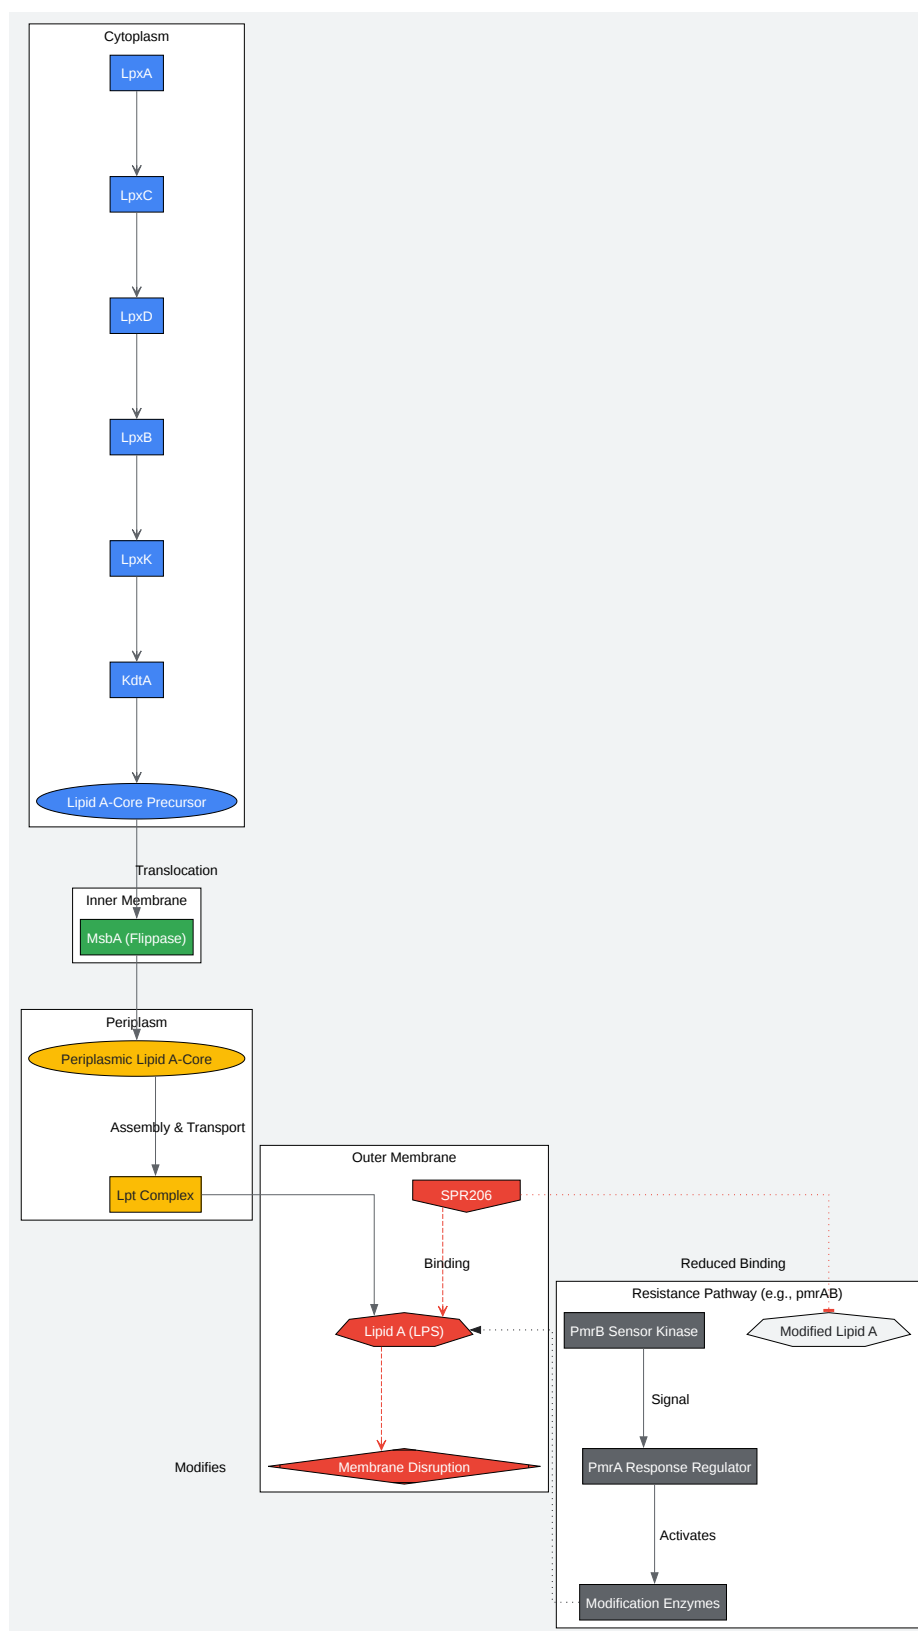 Cytoplasm
LpxA
LpxC
LpxD
LpxB
LpxK
KdtA
Lipid A-Core Precursor
Translocation
Inner Membrane
MsbA (Flippase)
Periplasm
Periplasmic Lipid A-Core
Assembly & Transport
Lpt Complex
Outer Membrane
SPR206
Binding
Lipid A (LPS)
Membrane Disruption
Modifies
Reduced Binding
Resistance Pathway (e.g., pmrAB)
PmrB Sensor Kinase
Modified Lipid A
Signal
PmrA Response Regulator
Activates
Modification Enzymes